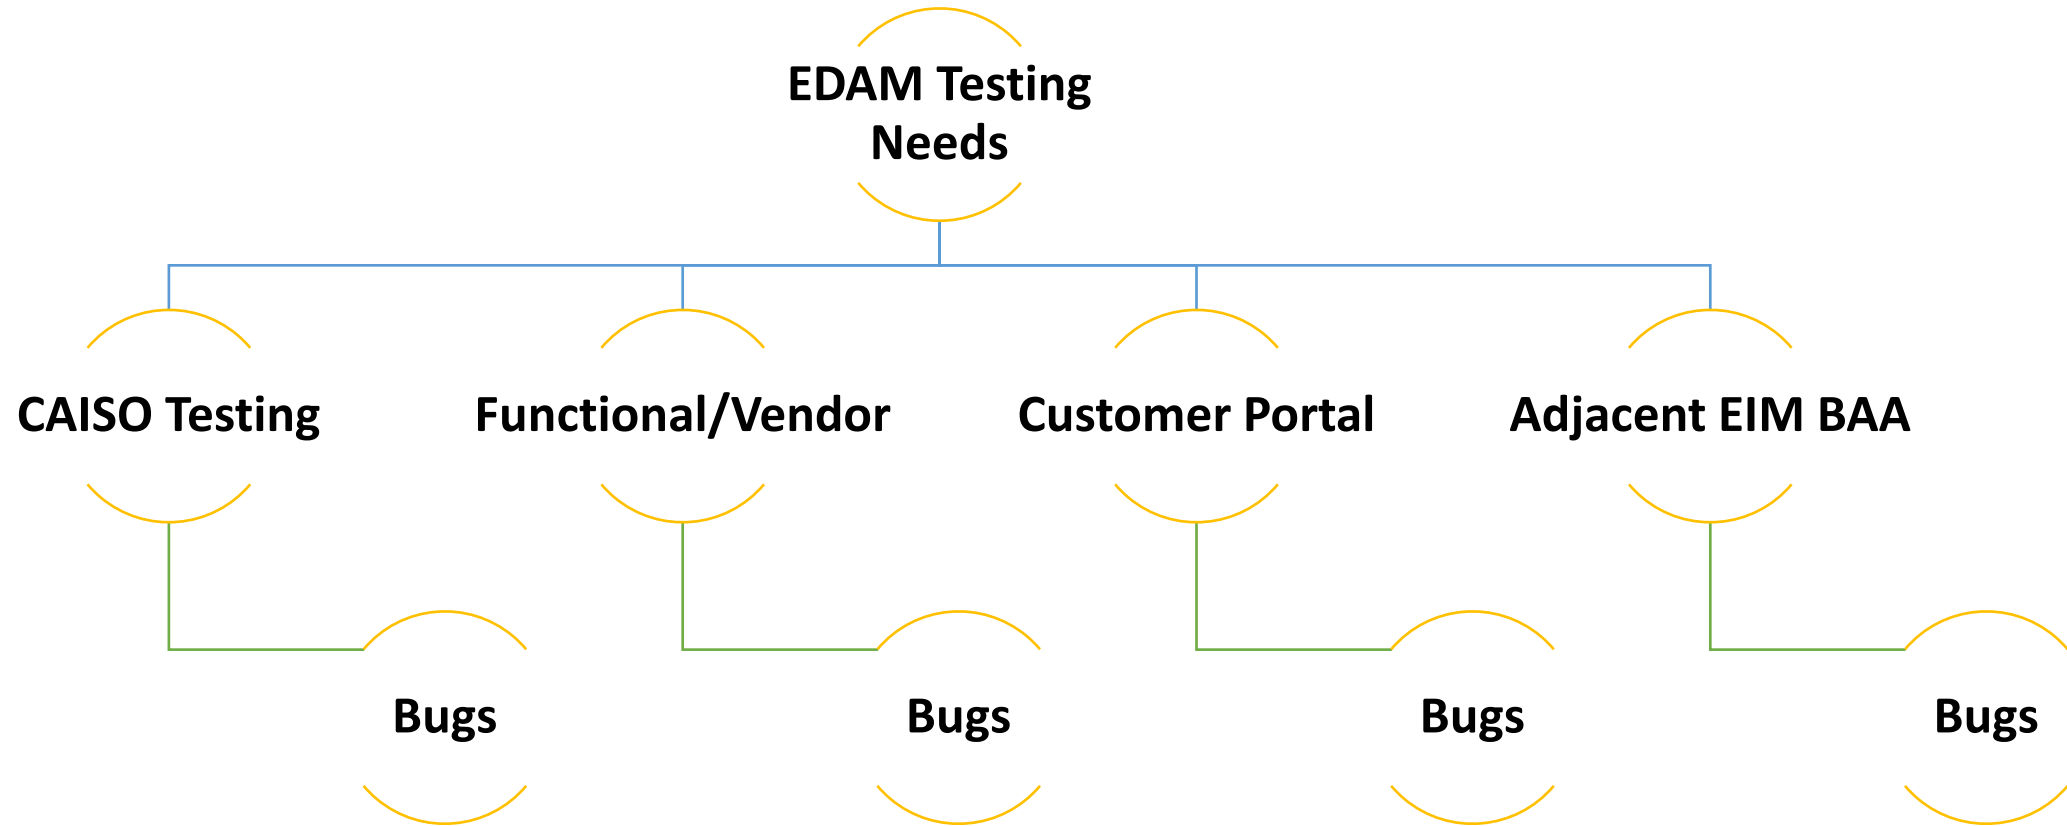 EDAM Testing
Needs
CAISO Testing
Functional/Vendor
Customer Portal
Adjacent EIM BAA
Bugs
Bugs
Bugs
Bugs